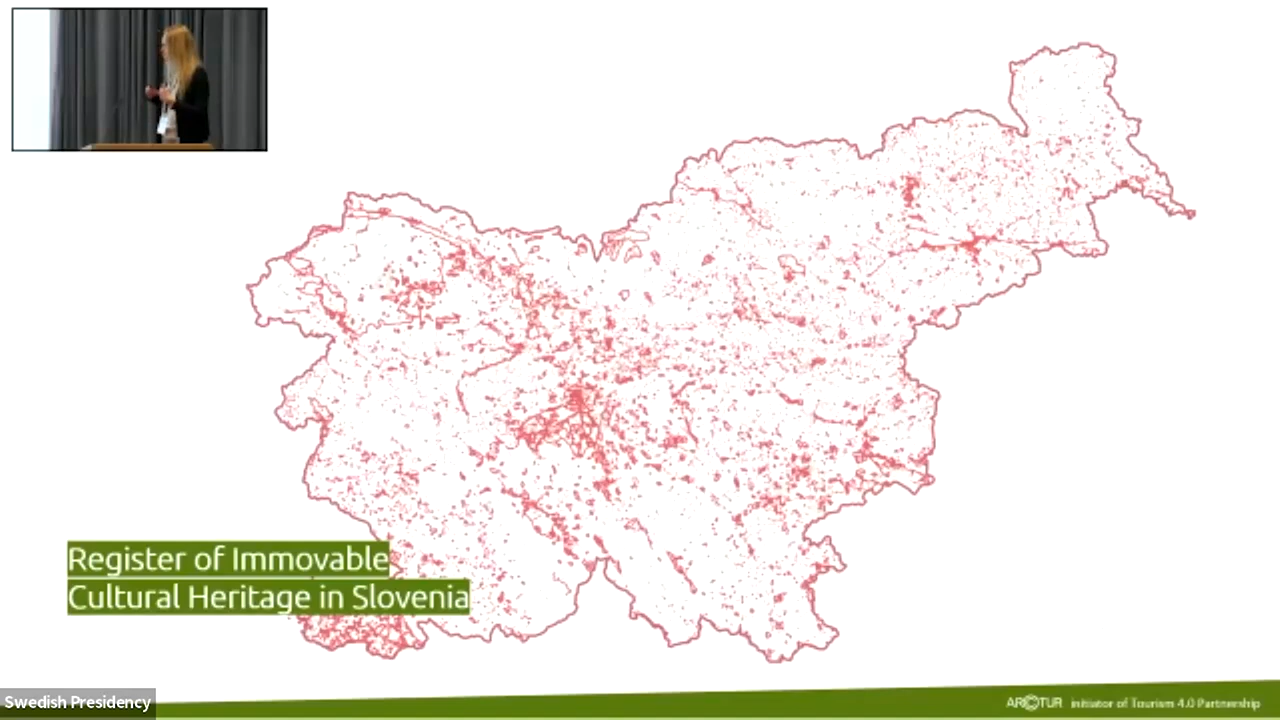 Register of Immovable
Cultural Heritage in Slovenia
Swedish Presidency
ARCTUR initiator of Tourism 4.0 Partnership